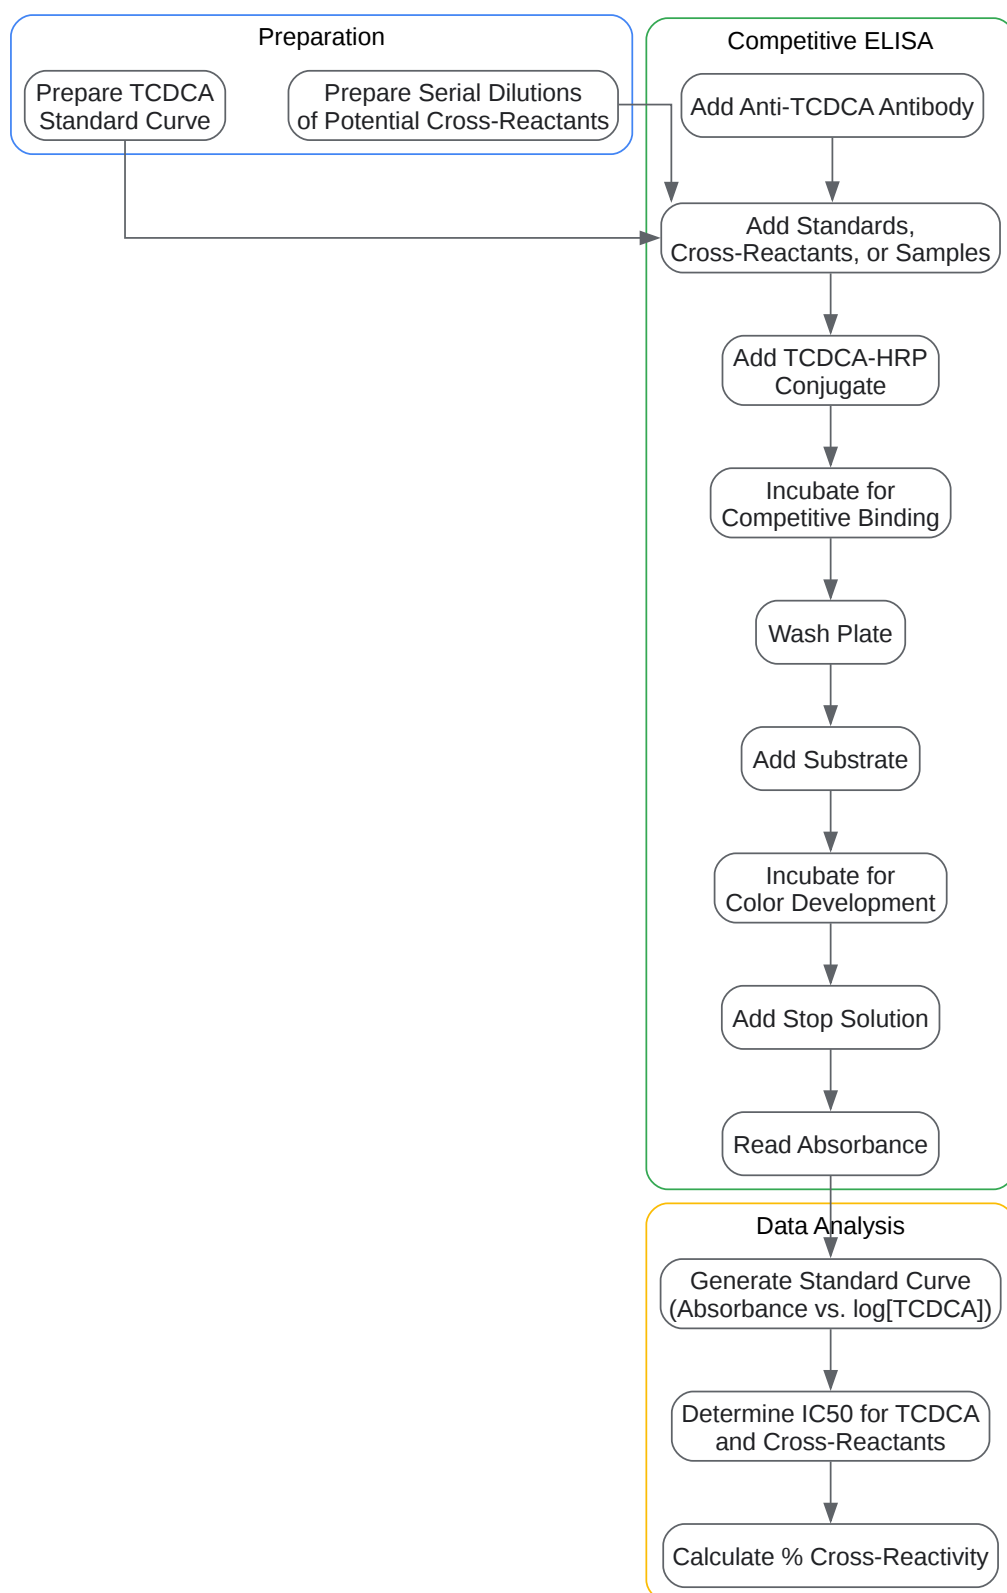 Preparation
Prepare TCDCA
Standard Curve
Prepare Serial Dilutions
of Potential Cross-Reactants
Competitive ELISA
Add Anti-TCDCA Antibody
Add Standards,
Cross-Reactants, or Samples
Add TCDCA-HRP
Conjugate
Incubate for
Competitive Binding
Wash Plate
Add Substrate
Incubate for
Color Development
Add Stop Solution
Read Absorbance
Data Analysis
Generate Standard Curve
(Absorbance vs. log[TCDCA])
Determine IC50 for TCDCA
and Cross-Reactants
Calculate % Cross-Reactivity